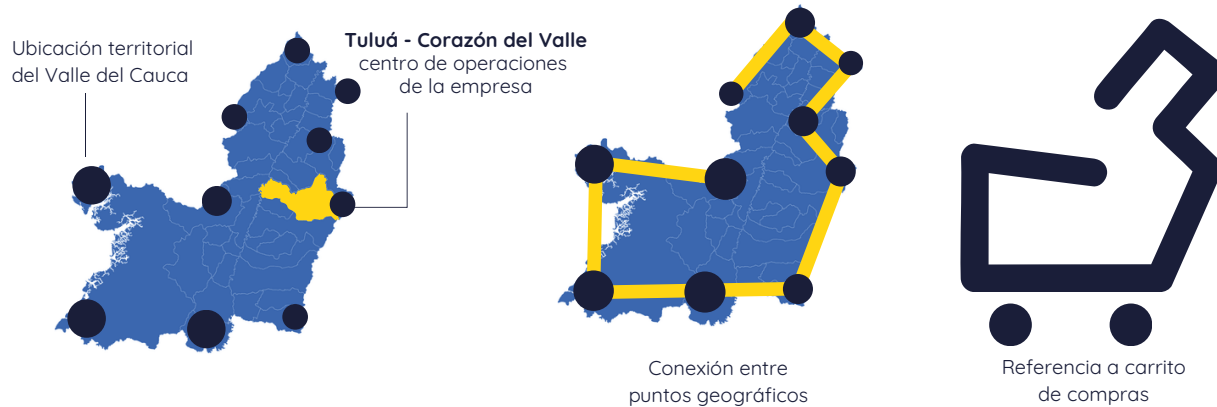 Ubicación territorial
del Valle del Cauca
Tuluá - Corazón del Valle
centro de operaciones
de la empresa
Conexión entre
puntos geográficos
Referencia a carrito
de compras